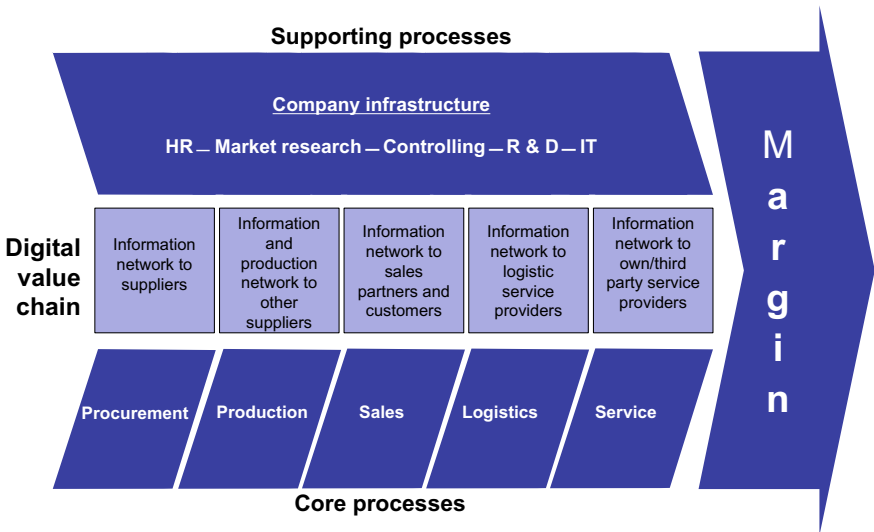 Supporting processes
Company infrastructure
HR — Market research — Controlling — R & D — IT
Digital
value
chain
Information
network to
suppliers
Information
and
production
network to
other
suppliers
Information
network to
sales
partners and
customers
Information
network to
logistic
service
providers
Information
network to
own/third
party service
providers
Procurement
Production
Sales
Logistics
Service
Core processes
M
a
r
g
i
n